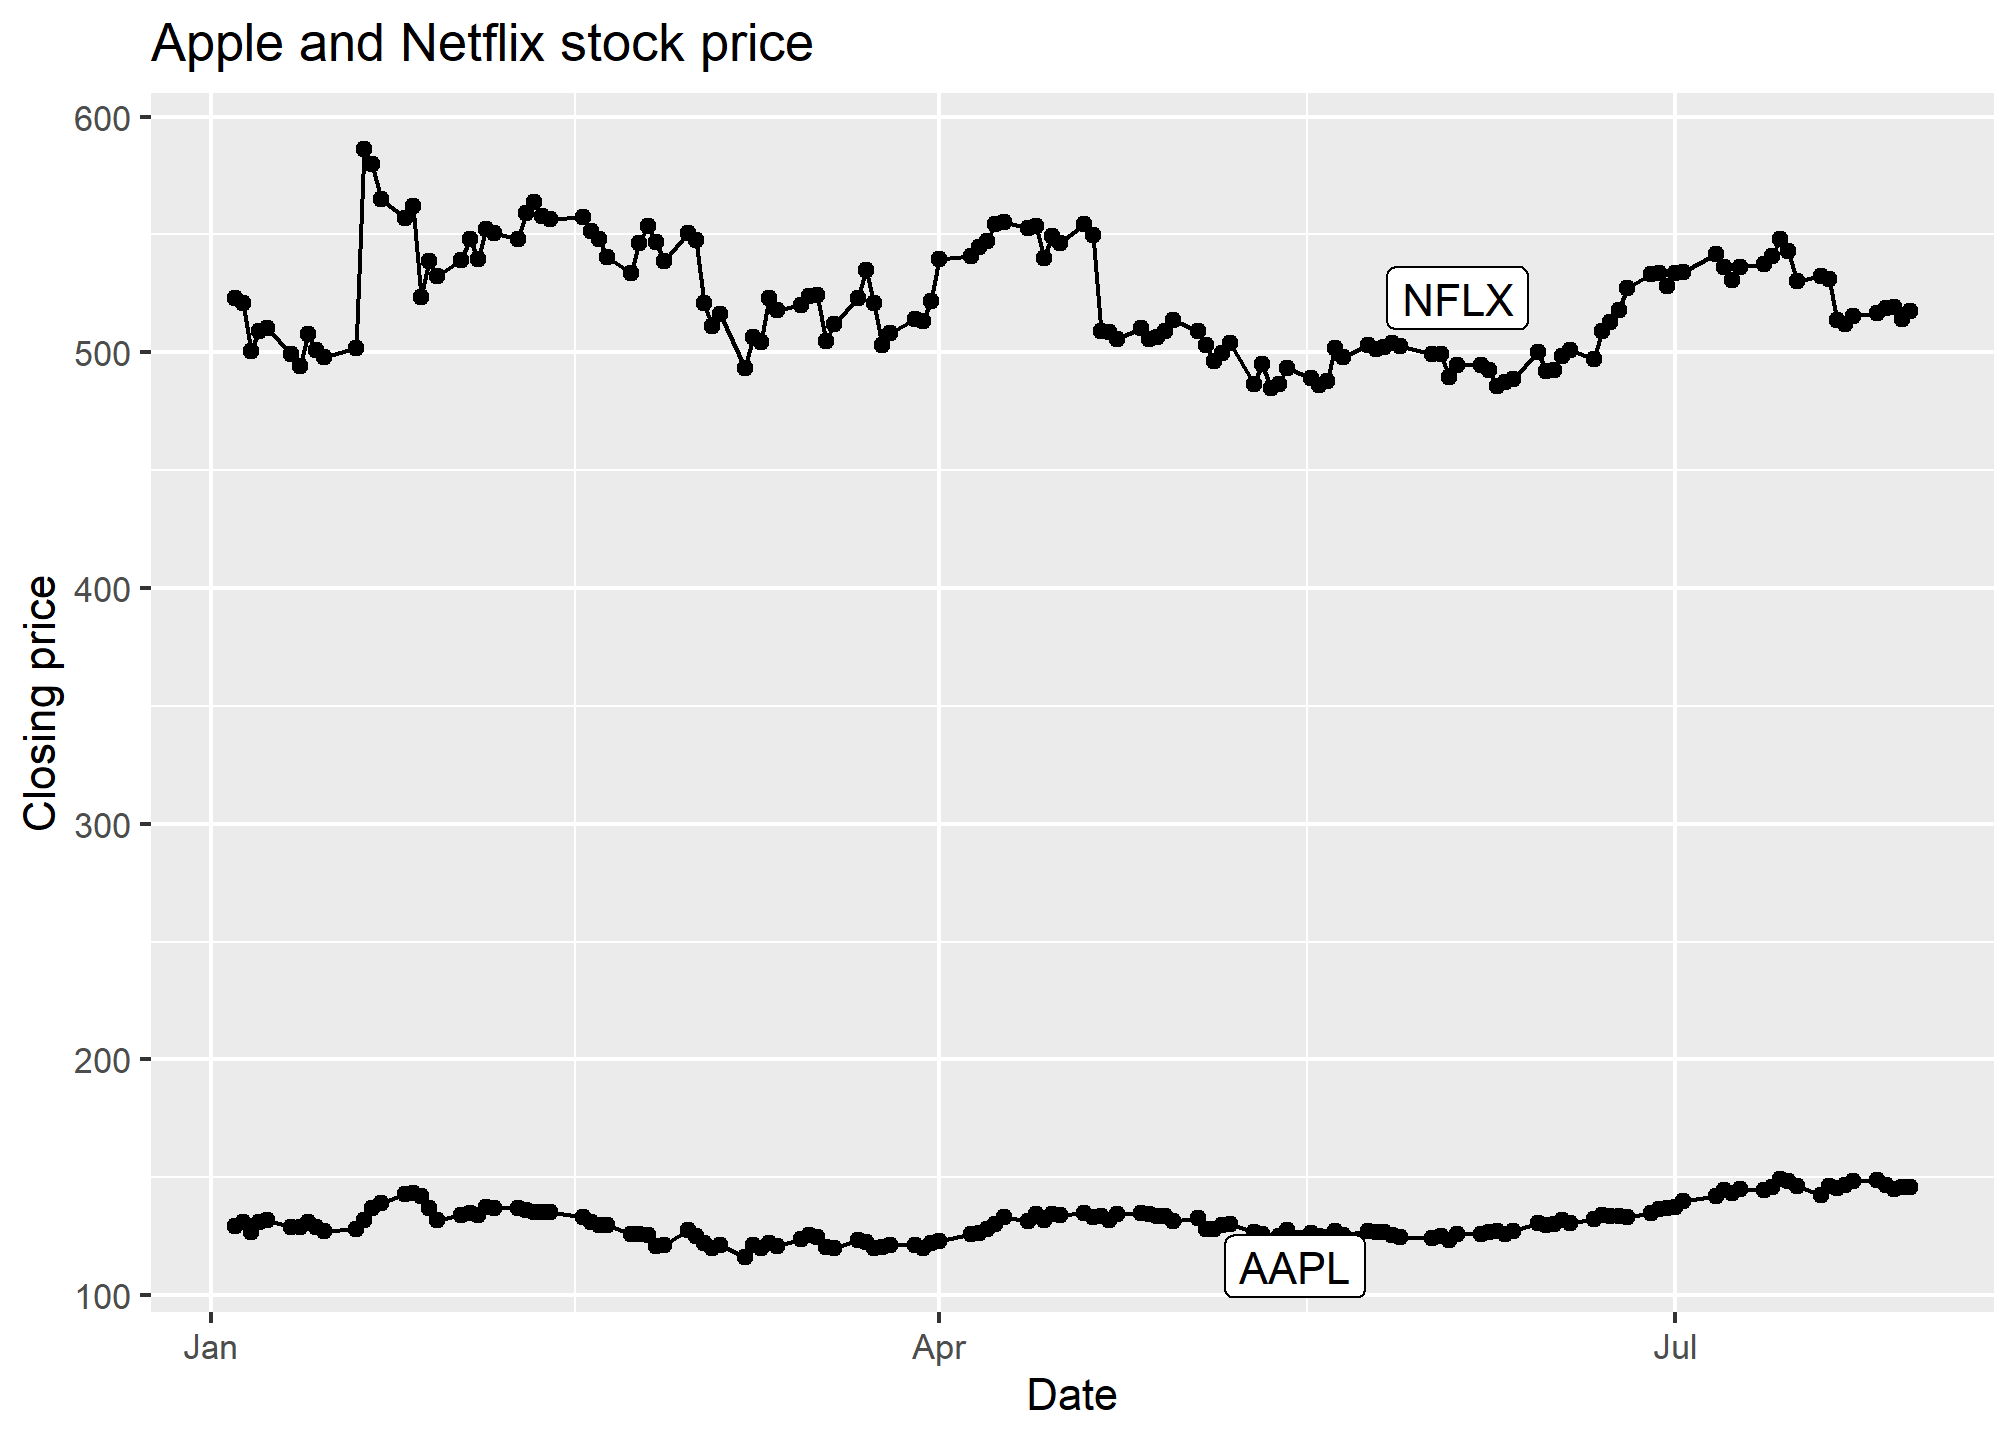 Apple and Netflix stock price
600
500
400
300
200
100
Closing price
NFLX
AAPL
Jan
Apr
Jul
Date